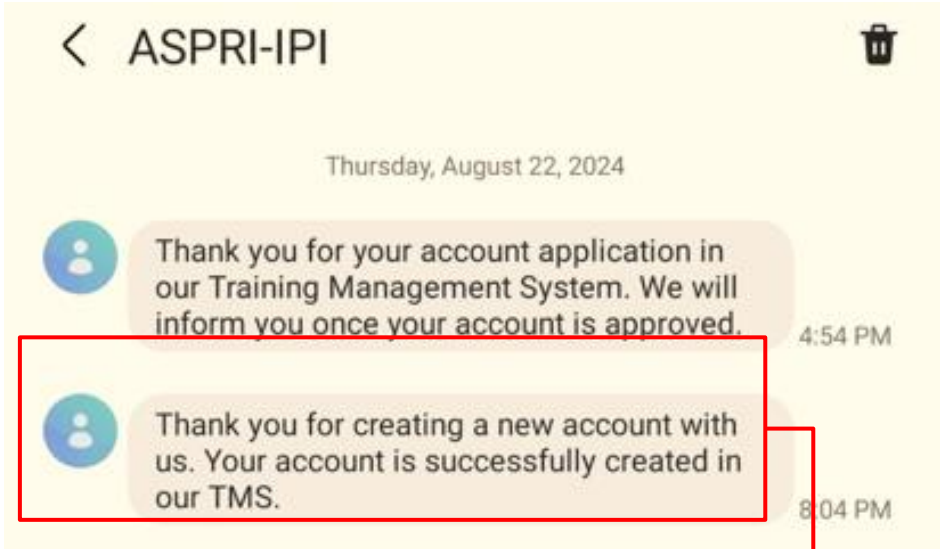 ASPRI-IPI
Thursday, August 22, 2024
Thank you for your account application in
our Training Management System. We will
inform you once your account is approved.
4:54 PM
Thank you for creating a new account with
us. Your account is successfully created in
our TMS.
8:04 PM